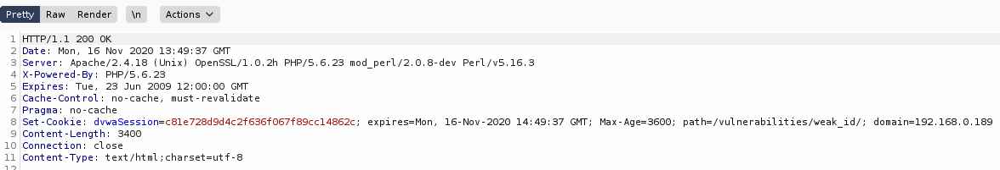 Pretty Raw Render \n Actions
1 HTTP/1.1 200 OK
2 Date: Mon, 16 Nov 2020 13:49:37 GMT
3 Server: Apache/2.4.18 (Unix) OpenSSL/1.0.2h PHP/5.6.23 mod_perl/2.0.8-dev Perl/v5.16.3
4 X-Powered-By: PHP/5.6.23
5 Expires: Tue, 23 Jun 2009 12:00:00 GMT
6 Cache-Control: no-cache, must-revalidate
7 Pragma: no-cache
8 Set-Cookie: dvwaSession=c81e728d9d4c2f636f067f89cc14862c; expires=Mon, 16-Nov-2020 14:49:37 GMT; Max-Age=3600; path=/vulnerabilities/weak_id/; domain=192.168.0.189
9 Content-Length: 3400
10 Connection: close
11 Content-Type: text/html;charset=utf-8
12